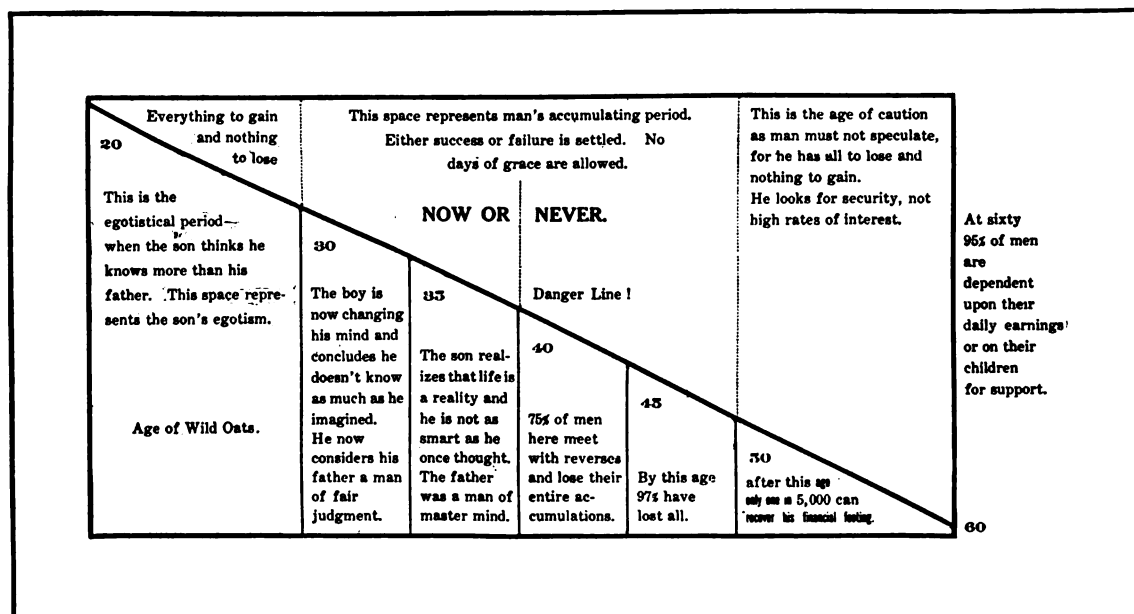 Everything to gain
and nothing
to lose
This space represents man's accumulating period.
Either success or failure is settled. No
days of grace are allowed.
This is the age of caution
as man must not speculate,
for he has all to lose and
nothing to gain.
He looks for security, not
high rates of interest.
NOW OR NEVER.
Danger Line !
20
This is the
egotistical period—
when the son thinks he
knows more than his
father. This space repre-
sents the son's egotism.
Age of Wild Oats.
30
The boy is
now changing
his mind and
concludes he
doesn't know
as much as he
imagined.
He now
considers his
father a man
of fair
judgment.
35
The son real-
izes that life is
a reality and
he is not as
smart as he
once thought.
The father
was a man of
master mind.
40
75% of men
here meet
with reverses
and lose their
entire ac-
cumulations.
45
By this age
97% have
lost all.
50
after this age
only one in 5,000 can
recover his financial footing.
At sixty
95% of men
are
dependent
upon their
daily earnings
or on their
children
for support.
60